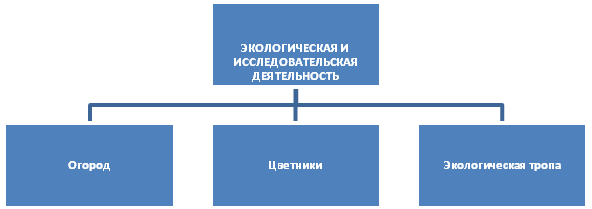 ЭКОЛОГИЧЕСКАЯ И
ИССЛЕДОВАТЕЛЬСКАЯ
ДЕЯТЕЛЬНОСТЬ
Огород
Цветники
Экологическая тропа